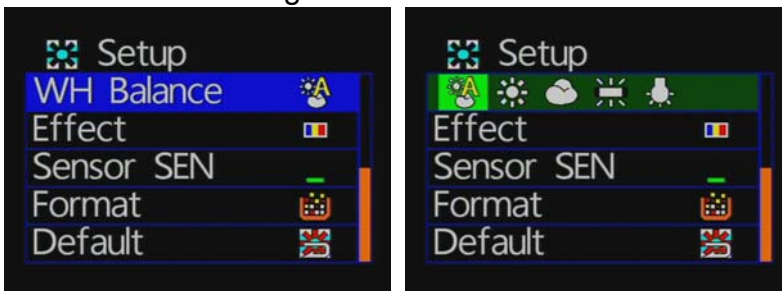 Setup
WH Balance
Effect
Sensor SEN
Format
Default
Setup
Effect
Sensor SEN
Format
Default